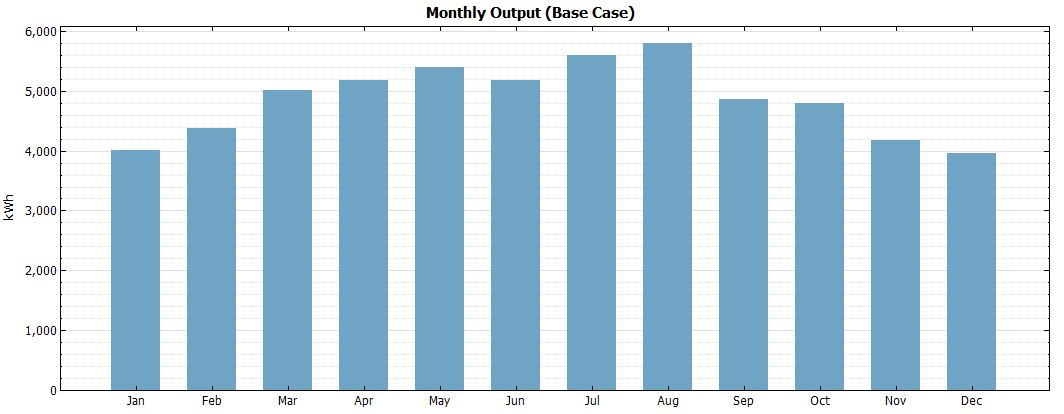 Monthly Output (Base Case)
6,000
5,000
4,000
3,000
2,000
1,000
0
kWh
Jan Feb Mar Apr May Jun Jul Aug Sep Oct Nov Dec